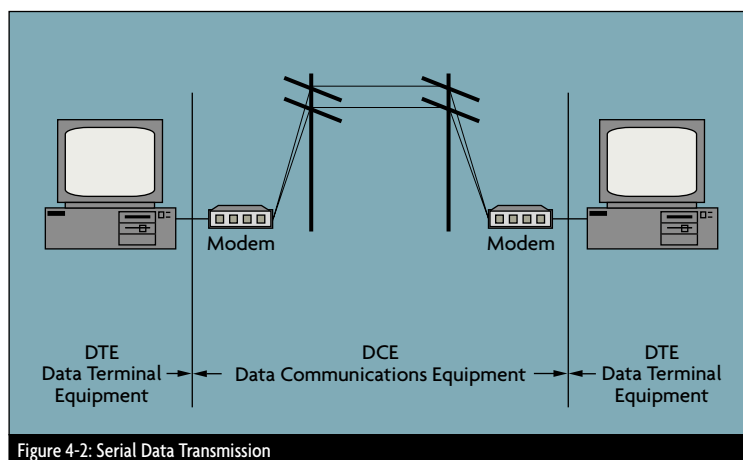 Modem
Modem
DTE
Data Terminal
Equipment
DCE
Data Communications Equipment
DTE
Data Terminal
Equipment
Figure 4-2: Serial Data Transmission